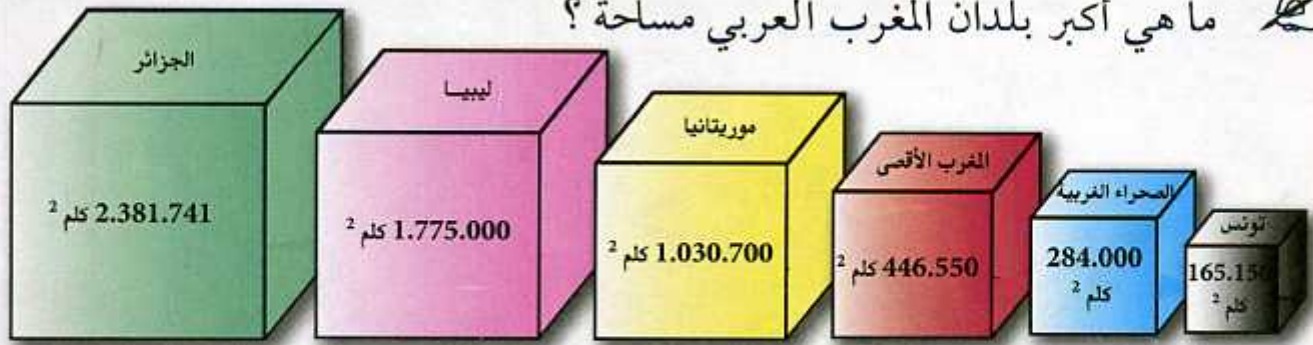 ما هي أكبر بلدان المغرب العربي مساحة ؟
الجزائر
2.381.741 كلم 2
ليبيا
1.775.000 كلم 2
موريتانيا
1.030.700 كلم 2
المغرب الأقصى
446.550 كلم 2
الصحراء الغربية
284.000
كلم 2
تونس
165.150
كلم 2